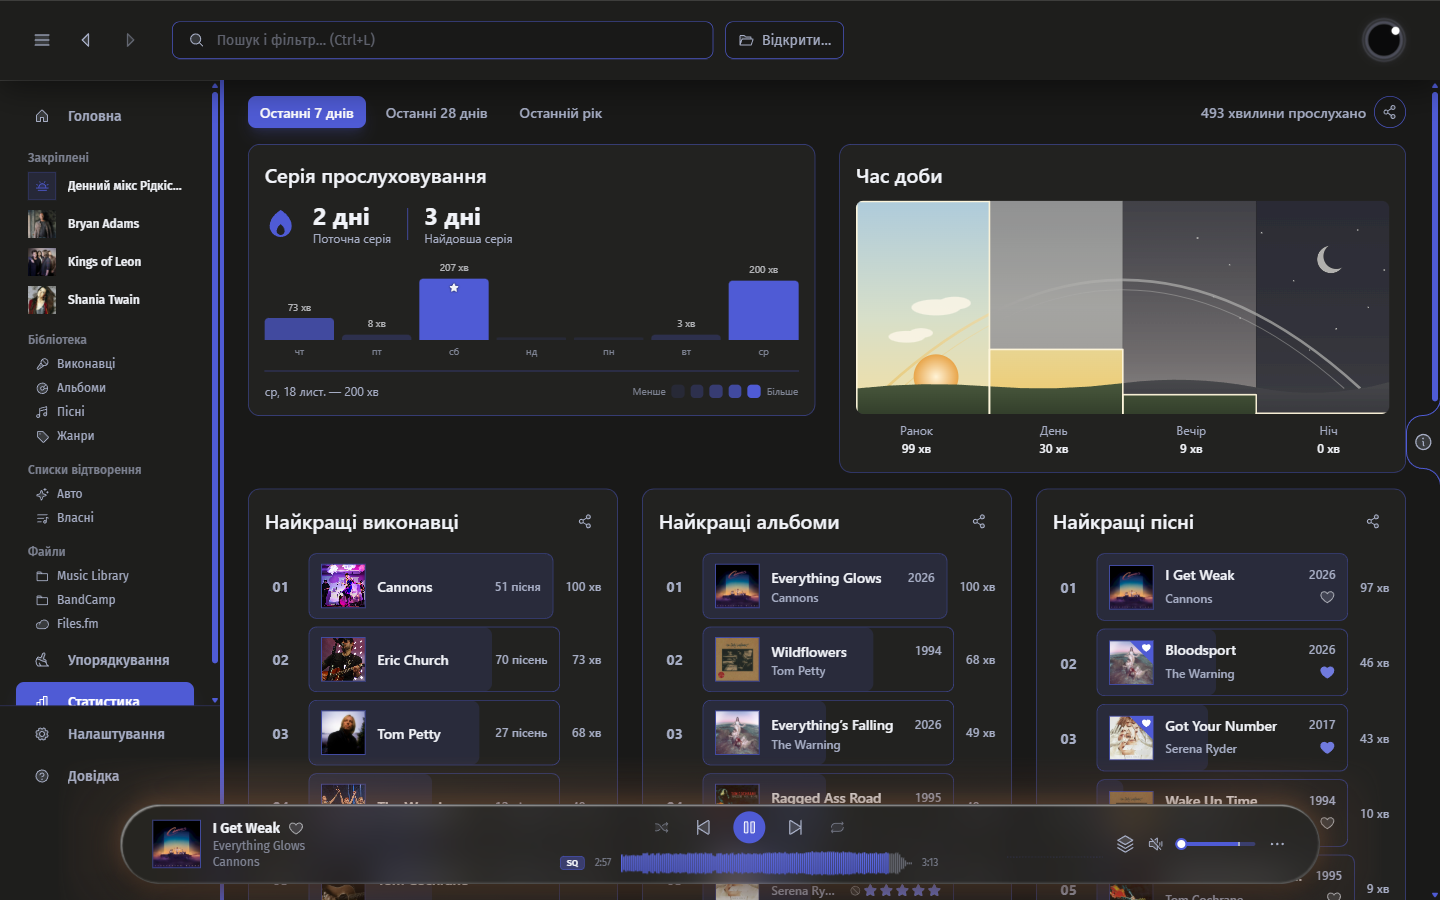 Пошук і фільтр... (Ctrl+L)
Відкрити...
Головна
Закріплені
Денний мікс Рідкіс...
Bryan Adams
Kings of Leon
Shania Twain
Бібліотека
Виконавці
Альбоми
Пісні
Жанри
Списки відтворення
Авто
Власні
Файли
Music Library
BandCamp
Files.fm
Упорядкування
Статистика
Налаштування
Довідка
Останні 7 днів
Останні 28 днів
Останній рік
493 хвилини прослухано
Серія прослуховування
2 дні
Поточна серія
3 дні
Найдовша серія
73 хв
8 хв
207 хв
3 хв
200 хв
чт
пт
сб
нд
пн
вт
ср
ср, 18 лист. — 200 хв
Менше
Більше
Час доби
Ранок
99 хв
День
30 хв
Вечір
9 хв
Ніч
0 хв
Найкращі виконавці
01
Cannons
51 пісня
100 хв
02
Eric Church
70 пісень
73 хв
03
Tom Petty
27 пісень
68 хв
Найкращі альбоми
01
Everything Glows
2026
Cannons
100 хв
02
Wildflowers
1994
Tom Petty
68 хв
03
Everything’s Falling
2026
The Warning
49 хв
Ragged Ass Road
1995
Serena Ry...
Найкращі пісні
01
I Get Weak
2026
Cannons
97 хв
02
Bloodsport
2026
The Warning
46 хв
03
Got Your Number
2017
Serena Ryder
43 хв
Wake Up Time
1994
10 хв
05
1995
Tom Cochrane
9 хв
I Get Weak
Everything Glows
Cannons
SQ
2:57
3:13